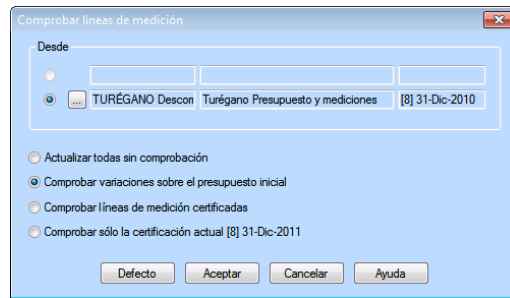 Comprobar líneas de medición
Desde
... TURÉGANO Descon Turégano Presupuesto y mediciones [8] 31-Dic-2010
Actualizar todas sin comprobación
Comprobar variaciones sobre el presupuesto inicial
Comprobar líneas de medición certificadas
Comprobar sólo la certificación actual [8] 31-Dic-2011
Defecto Aceptar Cancelar Ayuda